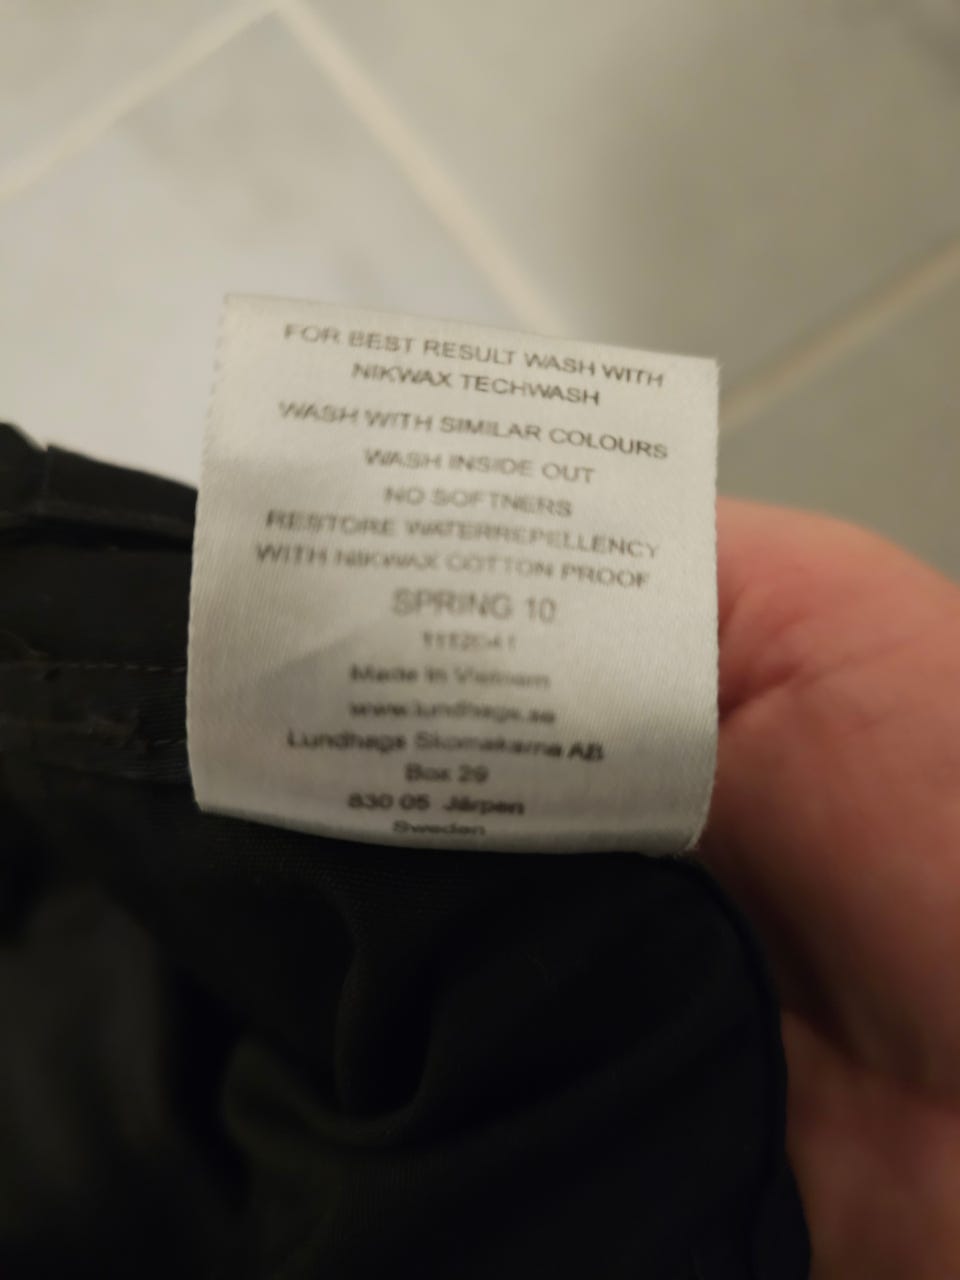 FOR BEST RESULT WASH WITH
NIKWAX TECHWASH
WASH WITH SIMILAR COLOURS
WASH INSIDE OUT
NO SOFTNERS
RESTORE WATERREPELLENCY
WITH NIKWAX COTTON PROOF
SPRING 10
Made in Vietnam
www.lundhags.se
Lundhags Skomakarna AB
Box 29
830 05 Järpen
Sweden